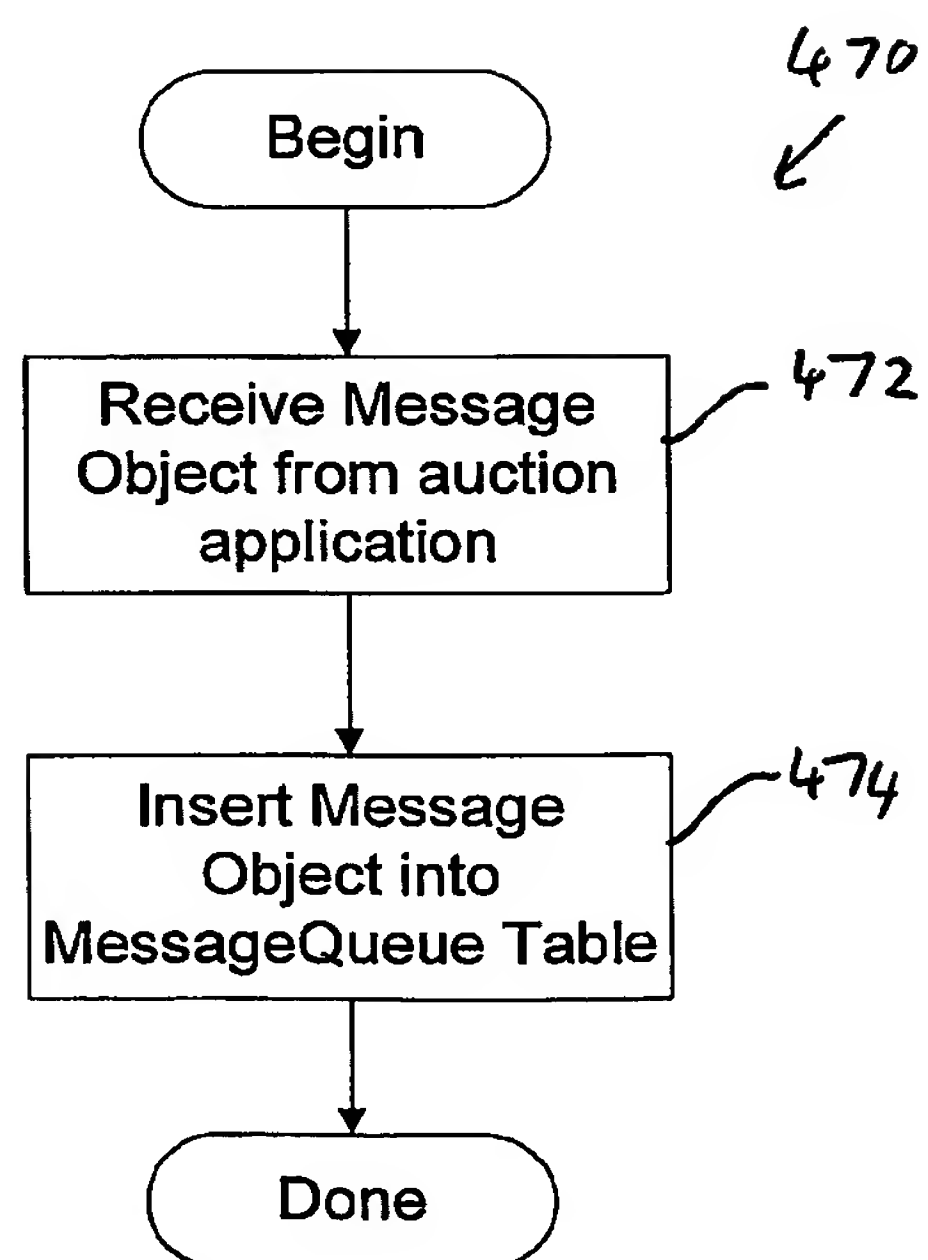 470
Begin
Receive Message
Object from auction
application
472
Insert Message
Object into
MessageQueue Table
474
Done